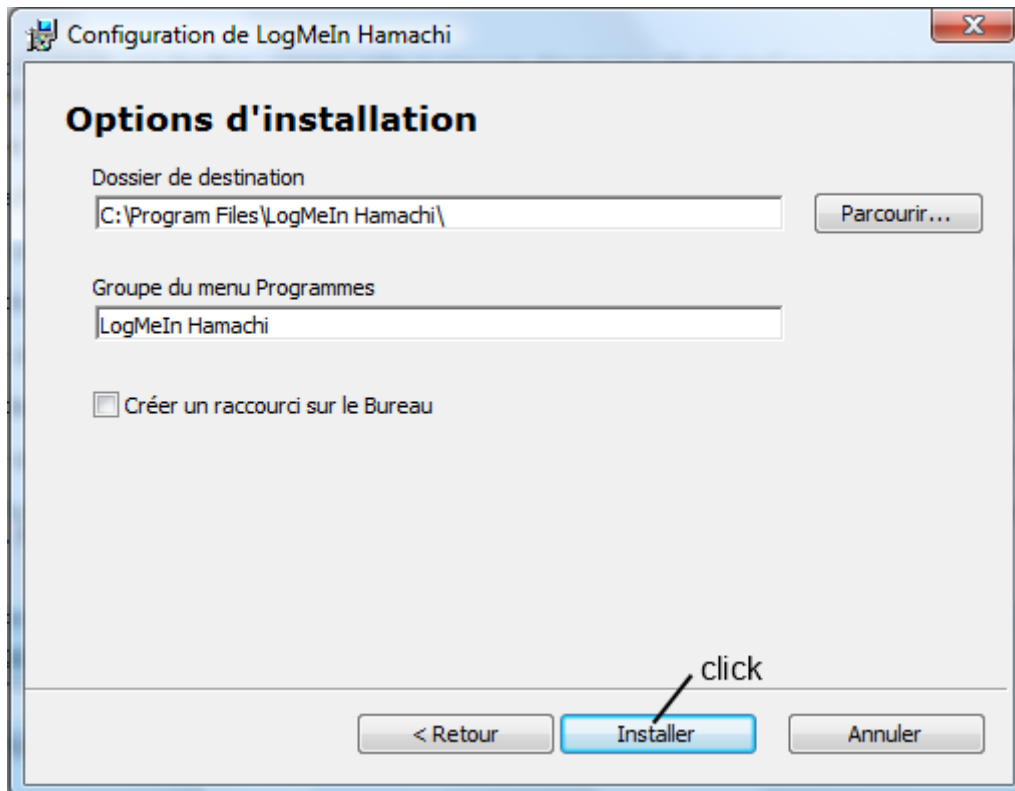 Configuration de LogMeIn Hamachi
Options d'installation
Dossier de destination
C:\Program Files\LogMeIn Hamachi\
Parcourir...
Groupe du menu Programmes
LogMeIn Hamachi
Créer un raccourci sur le Bureau
click
< Retour
Installer
Annuler